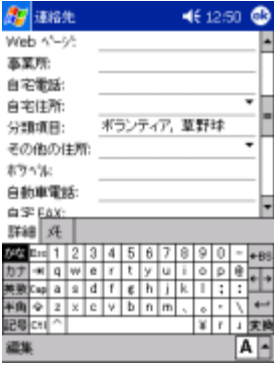 連絡先 12:50 ok
Web ページ:
事業所:
自宅電話:
自宅住所:
分類項目: ボランティア, 草野球
その他の住所:
ポケベル:
自動車電話:
自宅 FAX:
詳細 メモ
かな Esc 1 2 3 4 5 6 7 8 9 0 - ←BS
カナ q w e r t y u i o p @
英数 Cap a s d f g h j k l ; :
半角 z x c v b n m 、 。 ・ \
記号 Ctl ^ ¥ 変換
編集 A